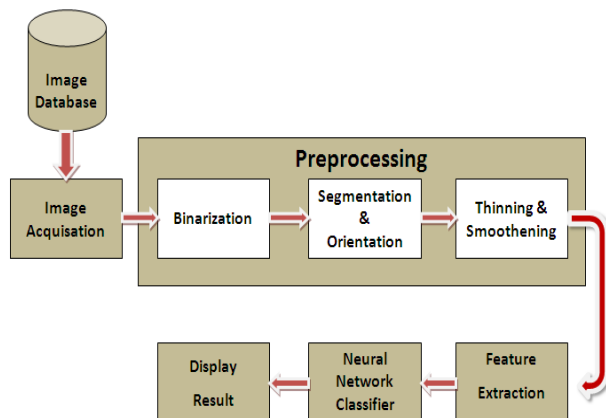 Image
Database
Preprocessing
Image
Acquisation
Binarization
Segmentation
&
Orientation
Thinning &
Smoothening
Display
Result
Neural
Network
Classifier
Feature
Extraction